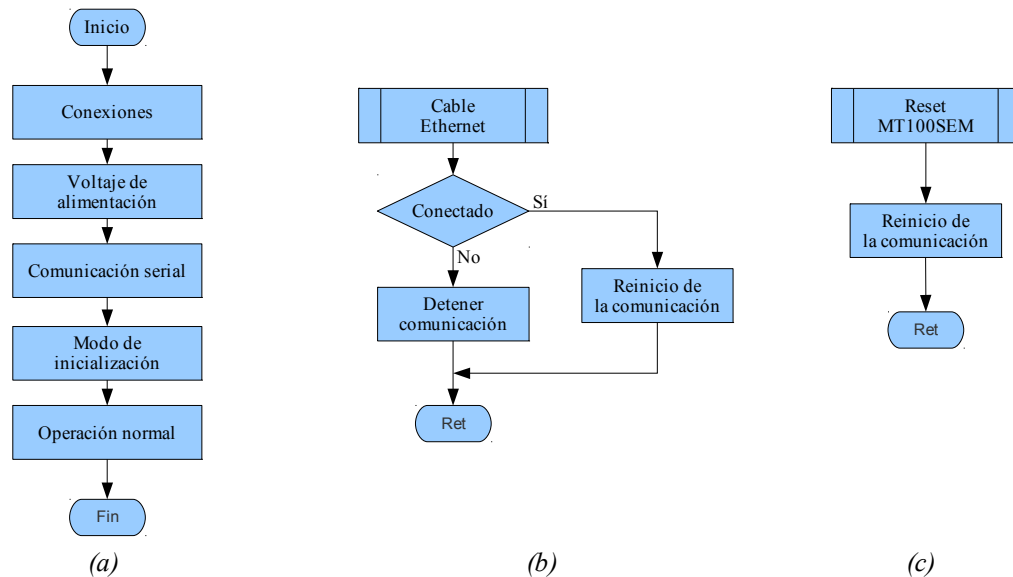 Inicio
Conexiones
Voltaje de
alimentación
Comunicación serial
Modo de
inicialización
Operación normal
Fin
(a)
Cable
Ethernet
Conectado
Sí
No
Detener
comunicación
Reinicio de
la comunicación
Ret
(b)
Reset
MT100SEM
Reinicio de
la comunicación
Ret
(c)